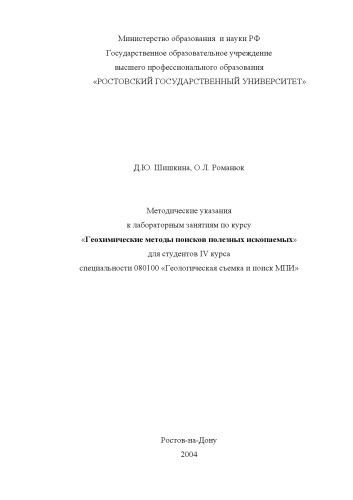 Министерство образования и науки РФ
Государственное образовательное учреждение
высшего профессионального образования
«РОСТОВСКИЙ ГОСУДАРСТВЕННЫЙ УНИВЕРСИТЕТ»
Д.Ю. Шишкина, О.Л. Романюк
Методические указания
к лабораторным занятиям по курсу
«Геохимические методы поисков полезных ископаемых»
для студентов IV курса
специальности 080100 «Геологическая съемка и поиск МПИ»
Ростов-на-Дону
2004